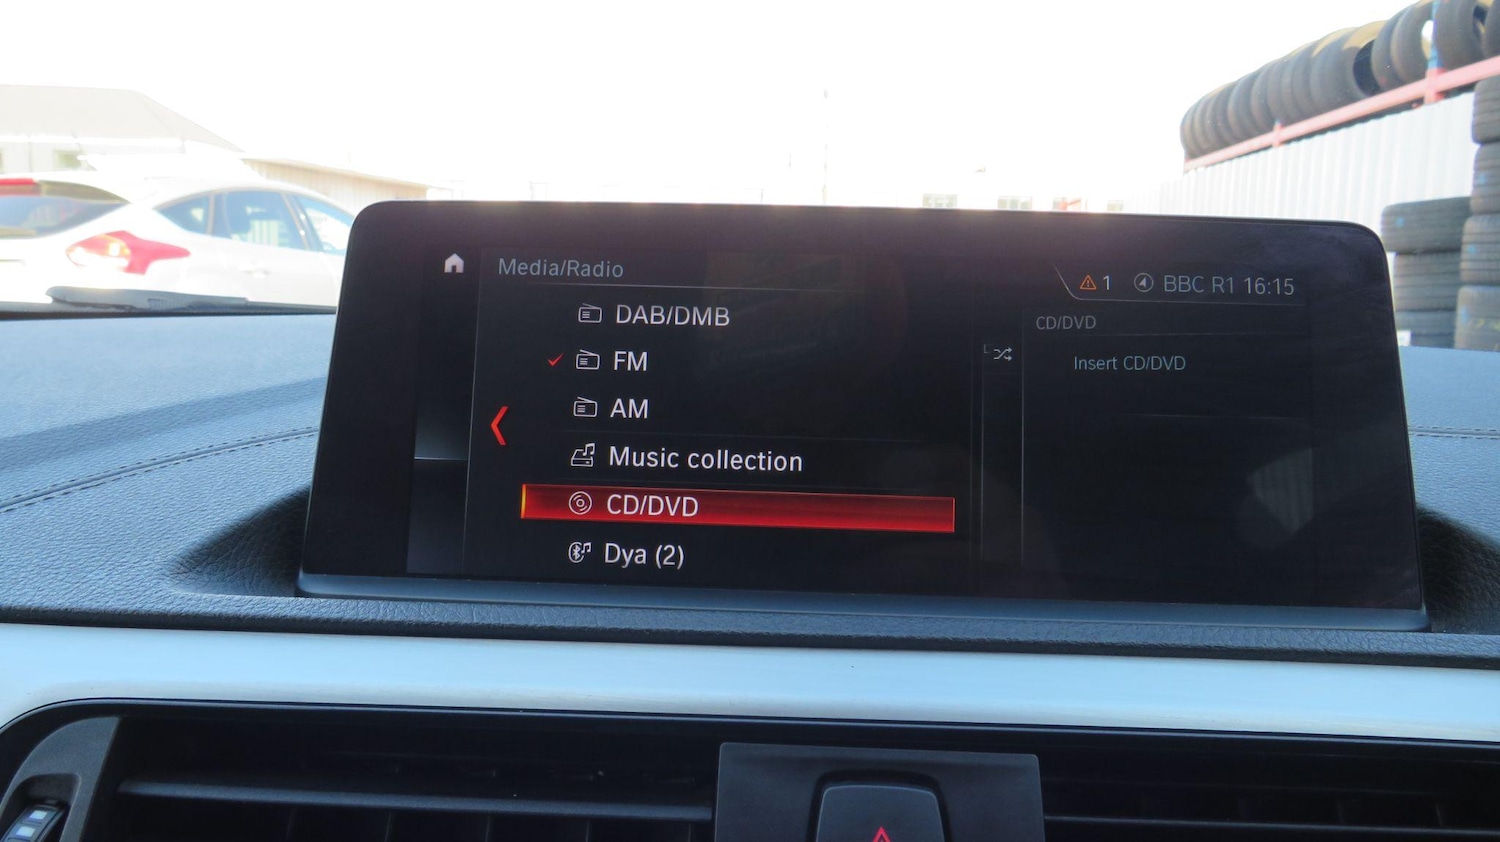 Media/Radio
1 BBC R1 16:15
DAB/DMB
FM
AM
Music collection
CD/DVD
Dya (2)
CD/DVD
Insert CD/DVD